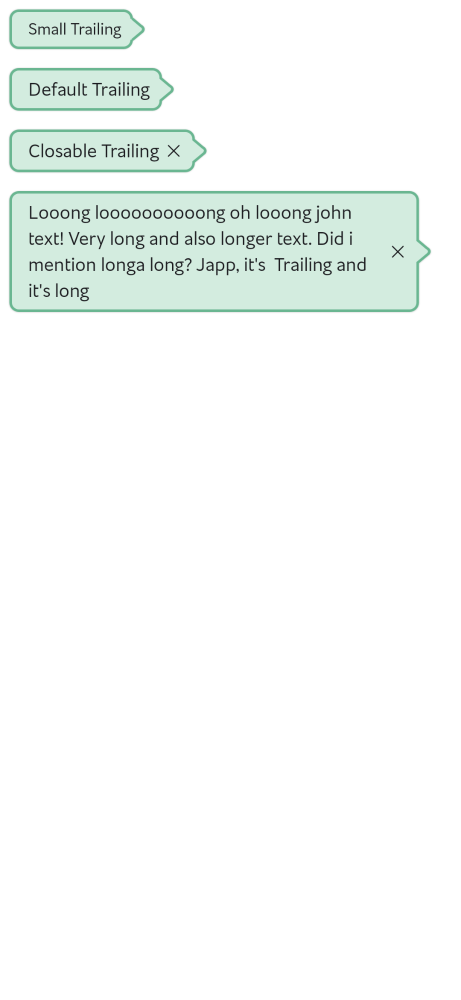 Small Trailing
Default Trailing
Closable Trailing
Looong loooooooooong oh looong john
text! Very long and also longer text. Did i
mention longa long? Japp, it's  Trailing and
it's long